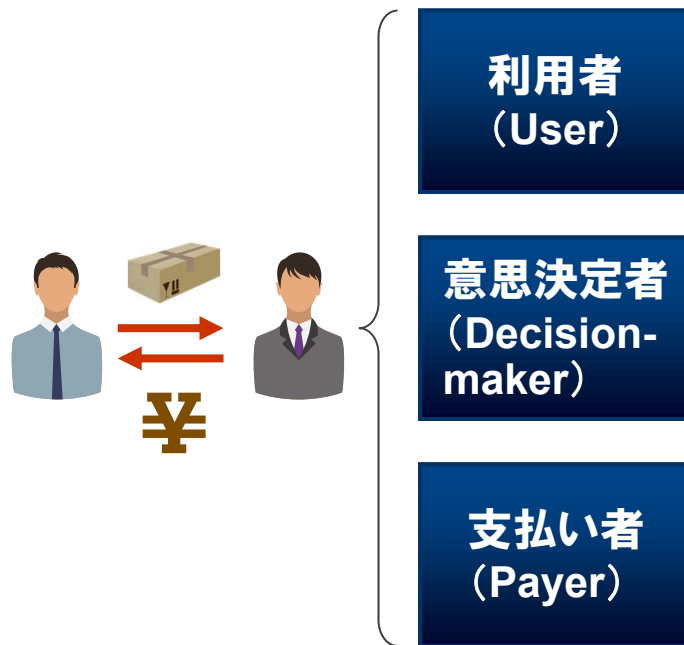 利用者
（User）
¥
意思決定者
（Decision-
maker）
支払い者
（Payer）